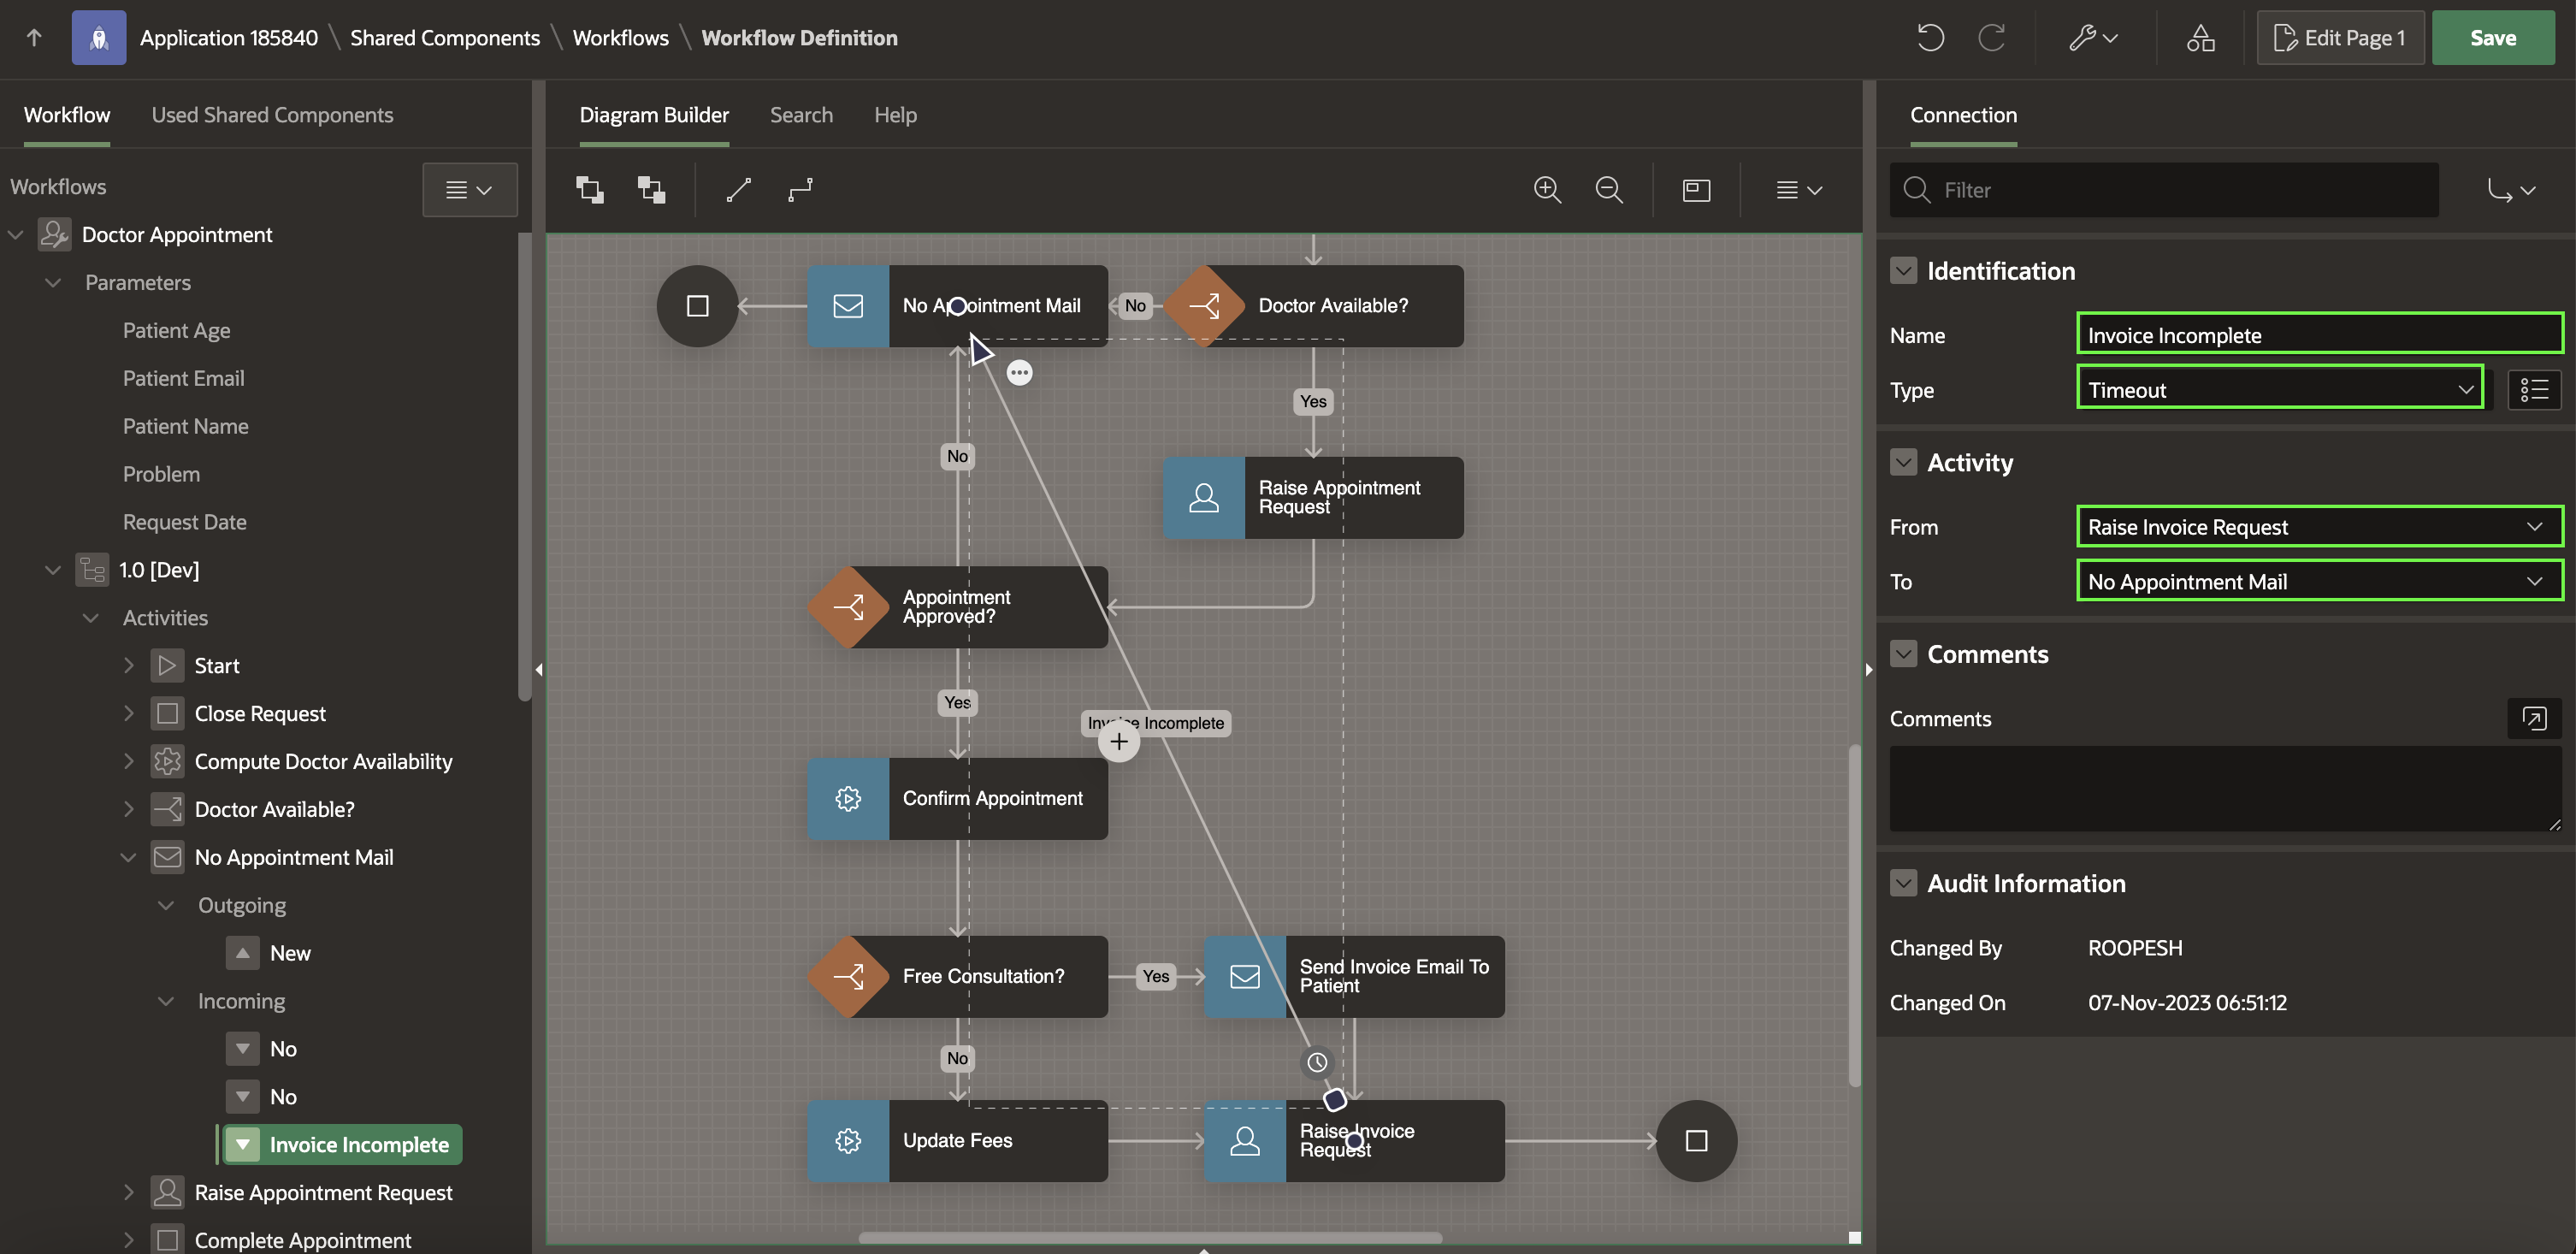 Application 185840 \ Shared Components \ Workflows \ Workflow Definition
Edit Page 1
Save
Workflow
Used Shared Components
Workflows
Doctor Appointment
Parameters
Patient Age
Patient Email
Patient Name
Problem
Request Date
1.0 [Dev]
Activities
Start
Close Request
Compute Doctor Availability
Doctor Available?
No Appointment Mail
Outgoing
New
Incoming
No
No
Invoice Incomplete
Raise Appointment Request
Complete Appointment
Diagram Builder
Search
Help
No Appointment Mail
No
Doctor Available?
Yes
No
Raise Appointment
Request
Appointment
Approved?
Yes
Invoice Incomplete
Confirm Appointment
Free Consultation?
Yes
Send Invoice Email To
Patient
No
Update Fees
Raise Invoice
Request
Connection
Filter
Identification
Name
Invoice Incomplete
Type
Timeout
Activity
From
Raise Invoice Request
To
No Appointment Mail
Comments
Comments
Audit Information
Changed By
ROOPESH
Changed On
07-Nov-2023 06:51:12